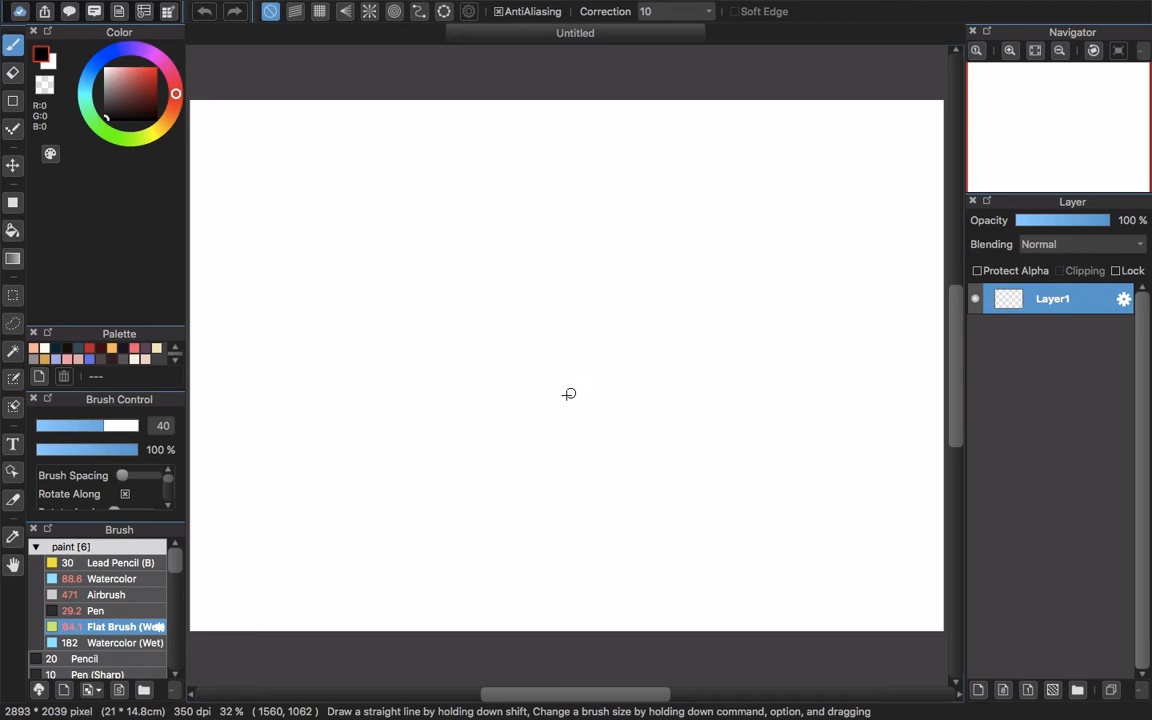 AntiAliasing Correction 10 Soft Edge
Untitled
Color
R:0
G:0
B:0
Palette
---
Brush Control
40
100 %
Brush Spacing
Rotate Along
Brush
paint [6]
30 Lead Pencil (B)
88.6 Watercolor
471 Airbrush
29.2 Pen
64.1 Flat Brush (We
182 Watercolor (Wet)
20 Pencil
10 Pen (Sharp)
T
Navigator
Layer
Opacity 100 %
Blending Normal
Protect Alpha Clipping Lock
Layer1
2893 * 2039 pixel (21 * 14.8cm) 350 dpi 32 % ( 1560, 1062 ) Draw a straight line by holding down shift, Change a brush size by holding down command, option, and dragging